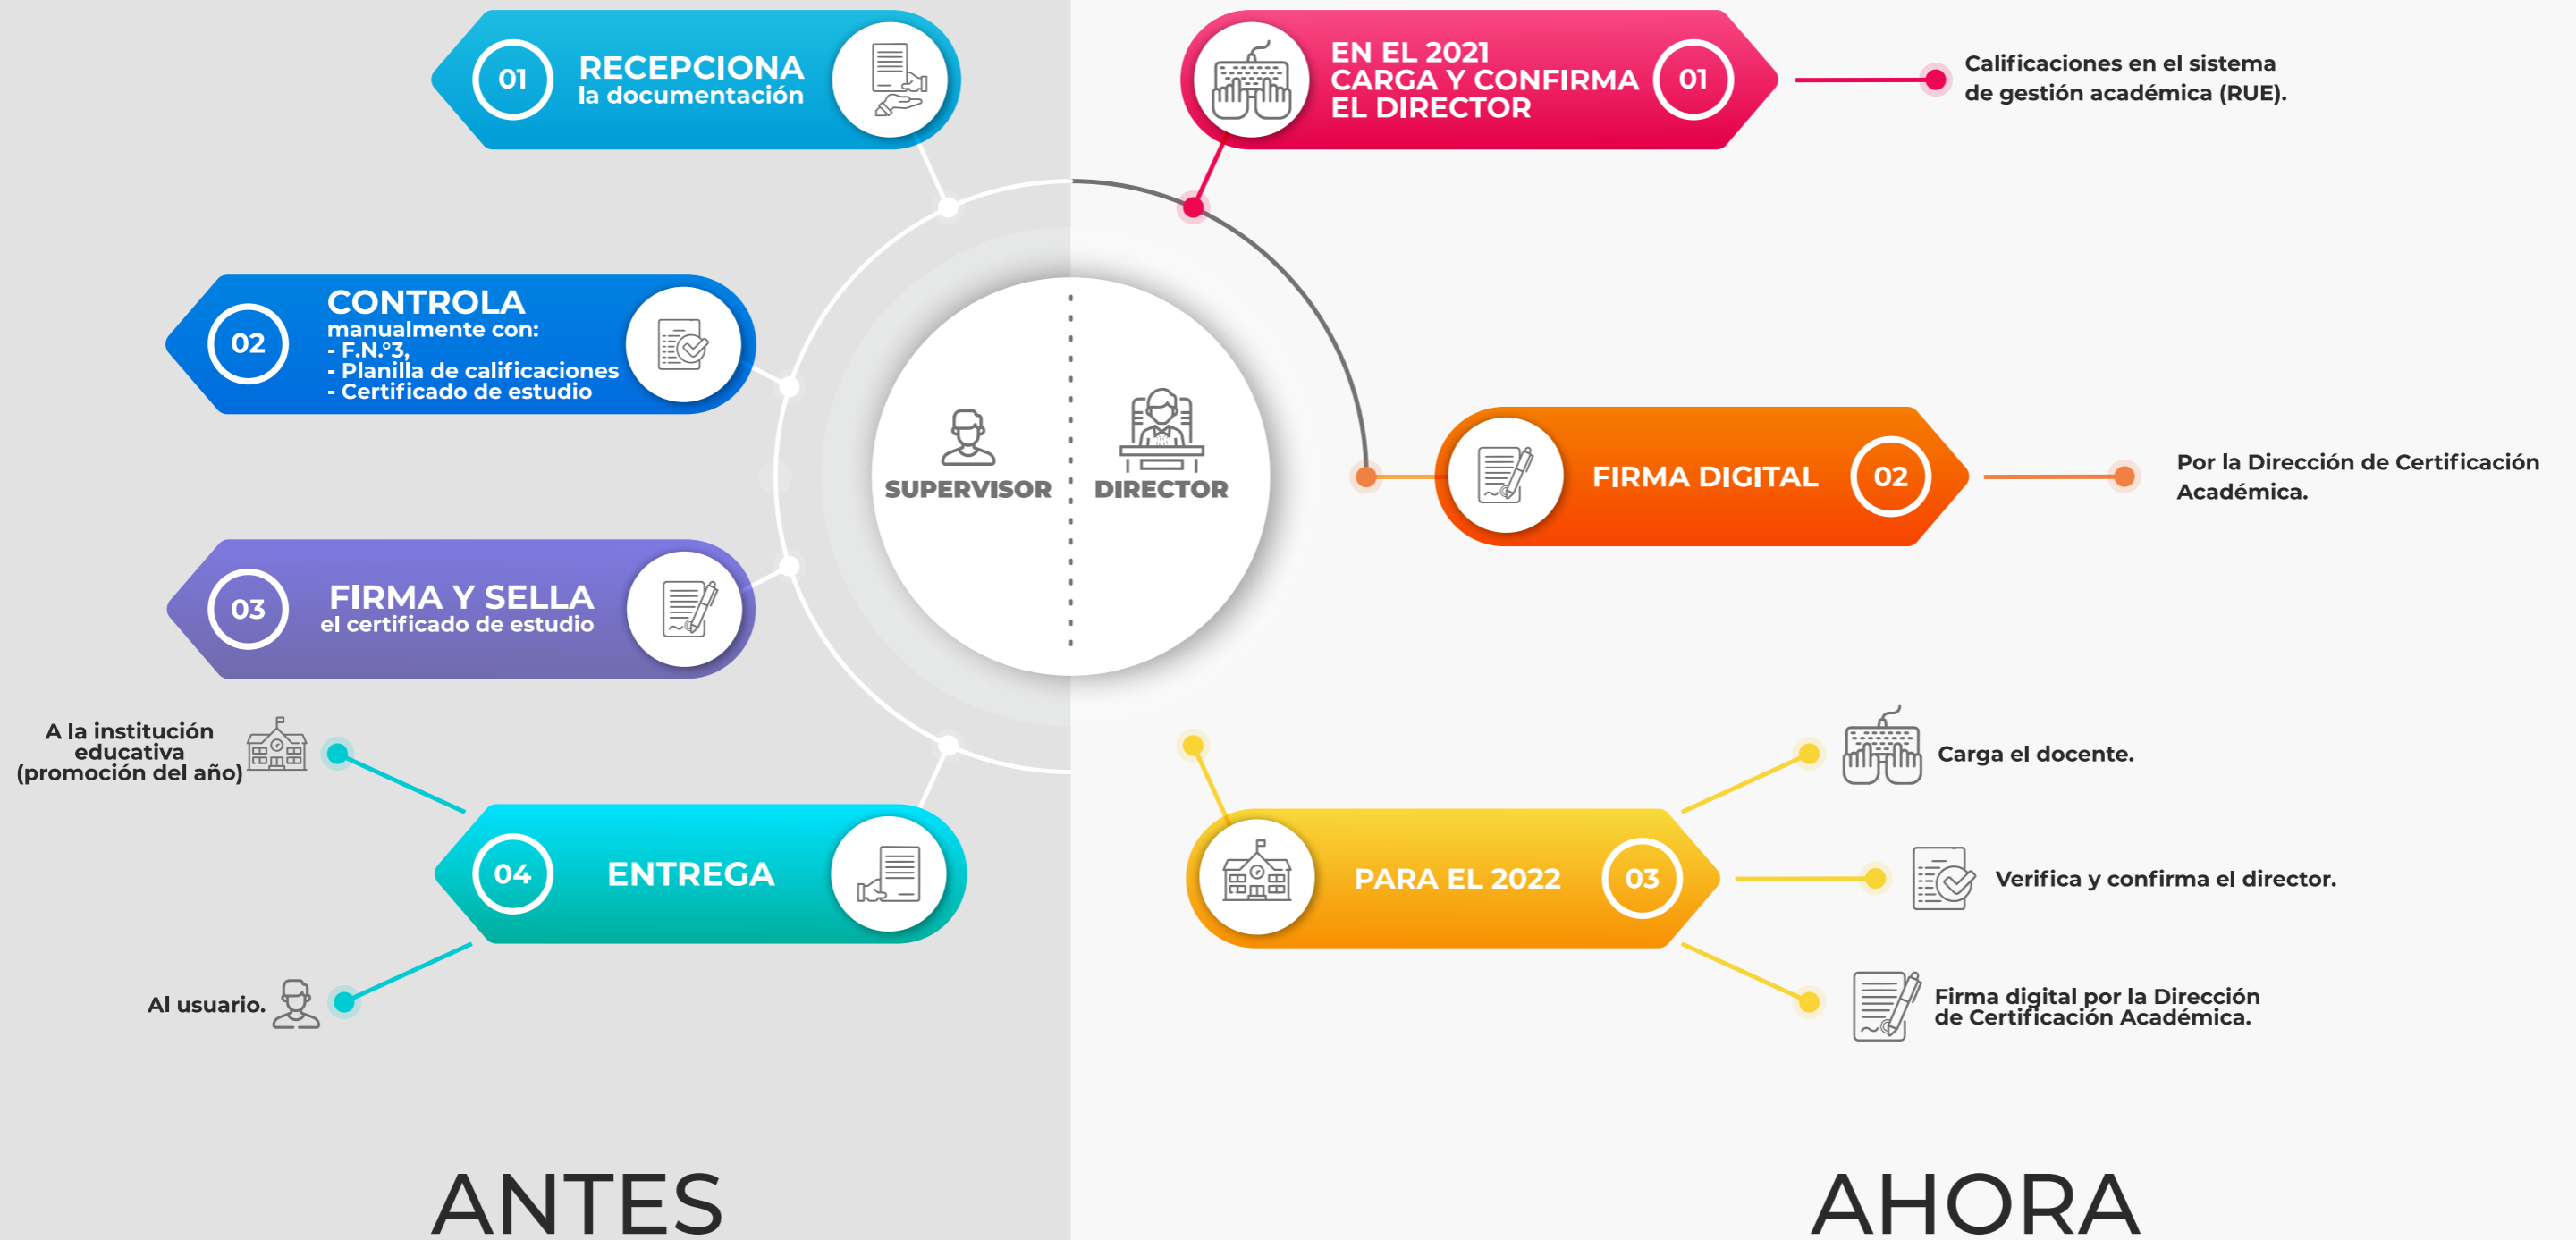 01
RECEPCIONA
la documentación
02
CONTROLA
manualmente con:
- F.N.°3,
- Planilla de calificaciones
- Certificado de estudio
03
FIRMA Y SELLA
el certificado de estudio
A la institución
educativa
(promoción del año)
04
ENTREGA
Al usuario.
ANTES
SUPERVISOR
DIRECTOR
EN EL 2021
CARGA Y CONFIRMA
EL DIRECTOR
01
Calificaciones en el sistema
de gestión académica (RUE).
FIRMA DIGITAL
02
Por la Dirección de Certificación
Académica.
PARA EL 2022
03
Carga el docente.
Verifica y confirma el director.
Firma digital por la Dirección
de Certificación Académica.
AHORA